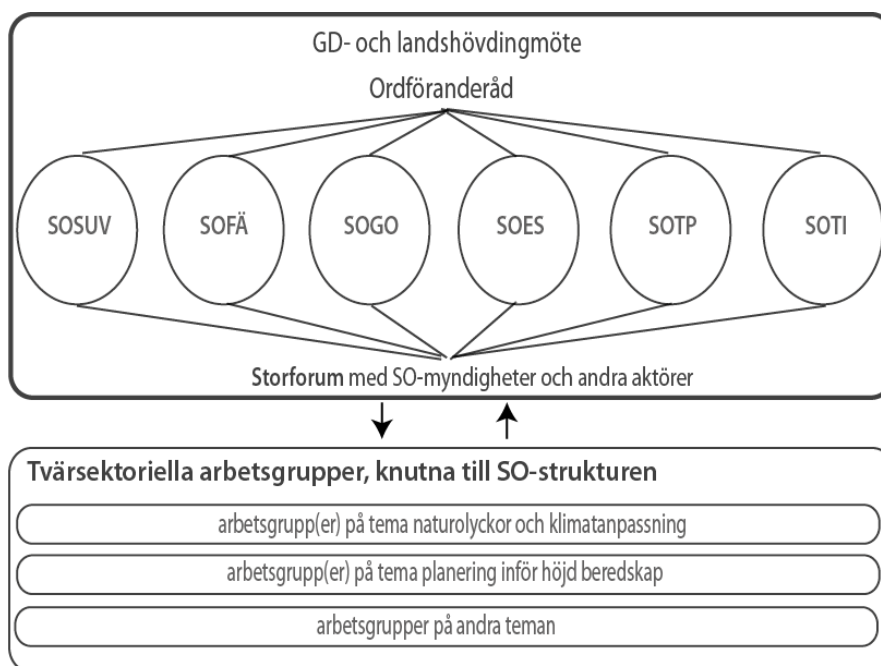 GD- och landshövdingmöte
Ordföranderåd
SOSUV SOFÄ SOGO SOES SOTP SOTI
Storforum med SO-myndigheter och andra aktörer
Tvärsektoriella arbetsgrupper, knutna till SO-strukturen
arbetsgrupp(er) på tema naturolyckor och klimatanpassning
arbetsgrupp(er) på tema planering inför höjd beredskap
arbetsgrupper på andra teman